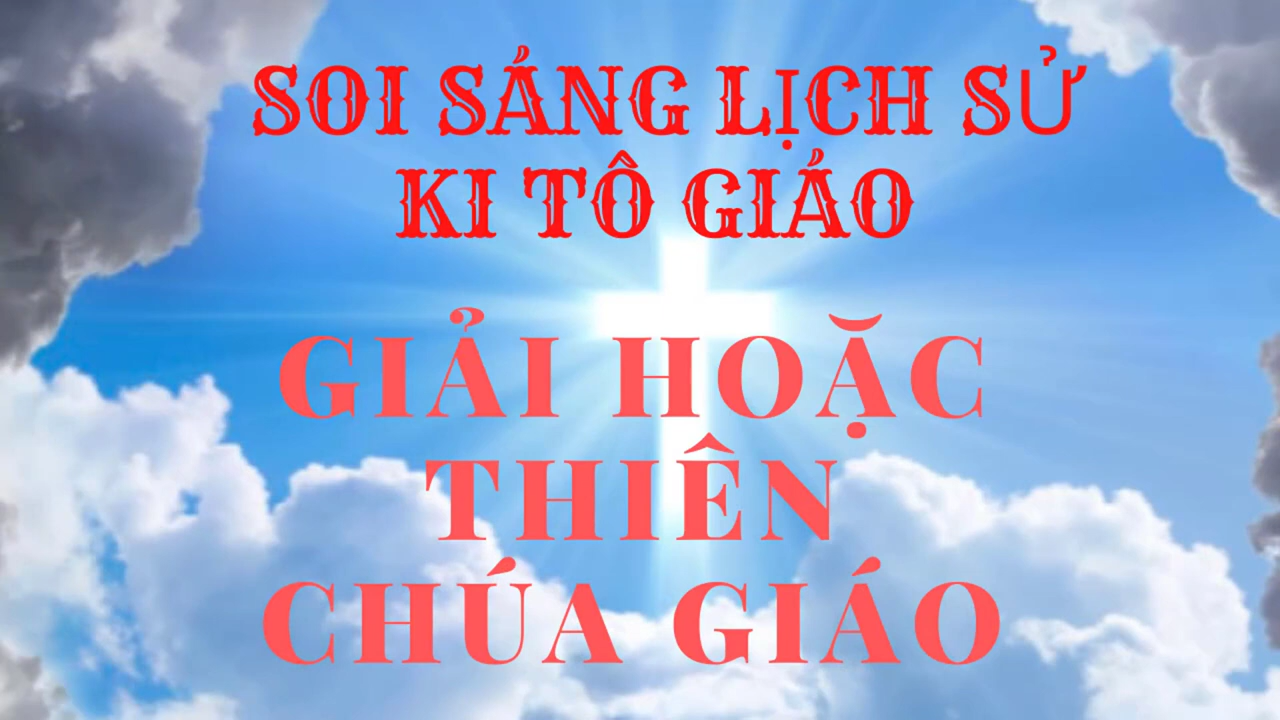 SOI SÁNG LỊCH SỬ
KI TÔ GIÁO
GIẢI HOẶC
THIÊN
CHÚA GIÁO